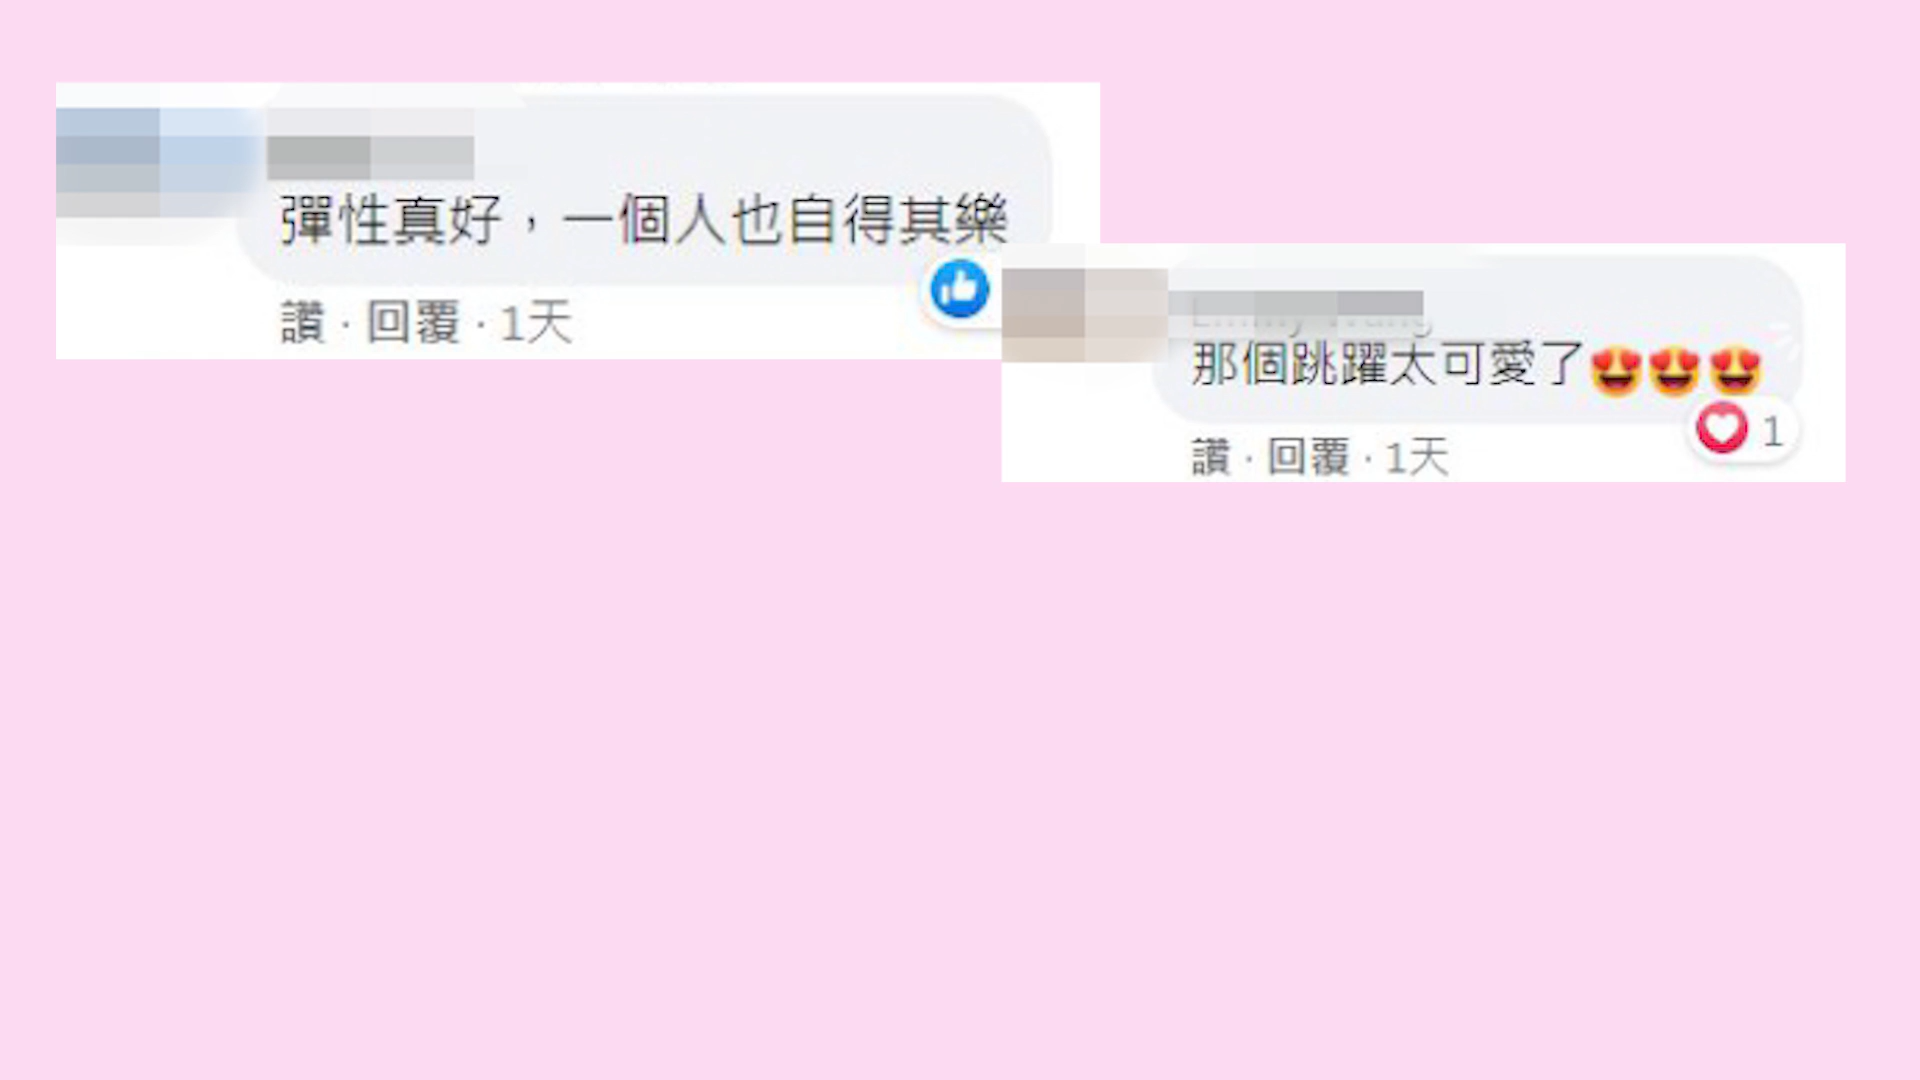 彈性真好，一個人也自得其樂
讚 · 回覆 · 1天
那個跳躍太可愛了😍😍😍
1
讚 · 回覆 · 1天